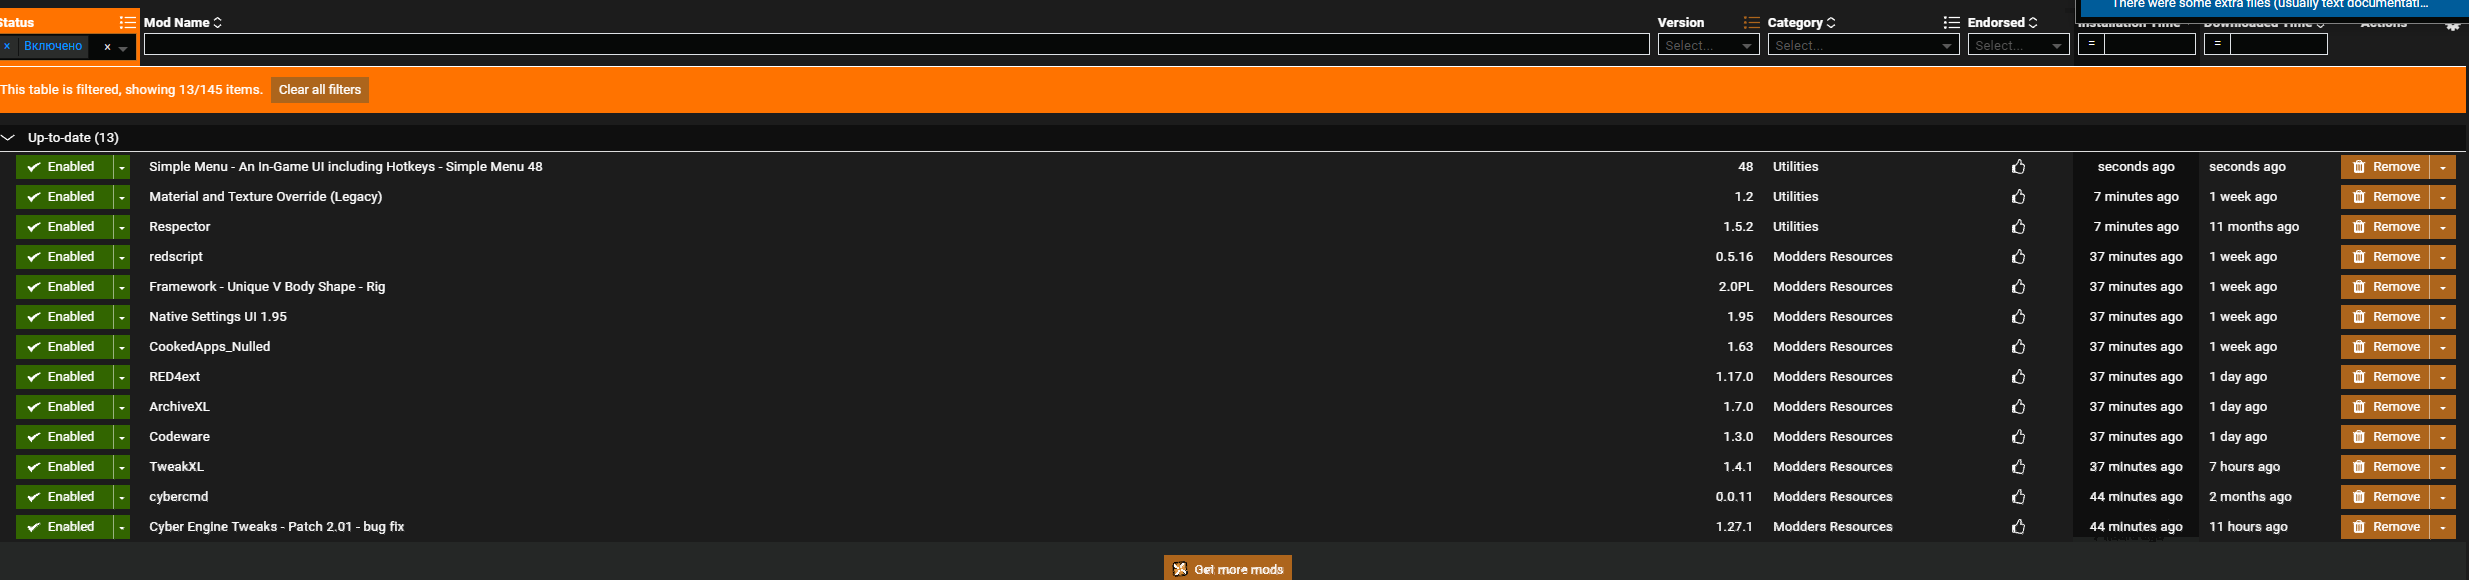 There were some extra files (usually text documentati...
Status Mod Name Version Category Endorsed Installation Time Downloaded Time Actions
× Включено × Select... Select... Select... = =
This table is filtered, showing 13/145 items. Clear all filters
Up-to-date (13)
Enabled Simple Menu - An In-Game UI including Hotkeys - Simple Menu 48 48 Utilities seconds ago seconds ago Remove
Enabled Material and Texture Override (Legacy) 1.2 Utilities 7 minutes ago 1 week ago Remove
Enabled Respector 1.5.2 Utilities 7 minutes ago 11 months ago Remove
Enabled redscript 0.5.16 Modders Resources 37 minutes ago 1 week ago Remove
Enabled Framework - Unique V Body Shape - Rig 2.0PL Modders Resources 37 minutes ago 1 week ago Remove
Enabled Native Settings UI 1.95 1.95 Modders Resources 37 minutes ago 1 week ago Remove
Enabled CookedApps_Nulled 1.63 Modders Resources 37 minutes ago 1 week ago Remove
Enabled RED4ext 1.17.0 Modders Resources 37 minutes ago 1 day ago Remove
Enabled ArchiveXL 1.7.0 Modders Resources 37 minutes ago 1 day ago Remove
Enabled Codeware 1.3.0 Modders Resources 37 minutes ago 1 day ago Remove
Enabled TweakXL 1.4.1 Modders Resources 37 minutes ago 7 hours ago Remove
Enabled cybercmd 0.0.11 Modders Resources 44 minutes ago 2 months ago Remove
Enabled Cyber Engine Tweaks - Patch 2.01 - bug fix 1.27.1 Modders Resources 44 minutes ago 11 hours ago Remove
Get more mods